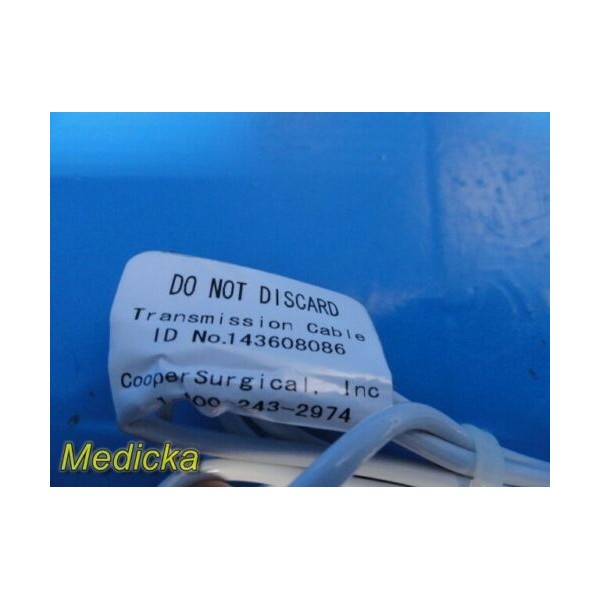 DO NOT DISCARD
Transmission Cable
ID No.143608086
CooperSurgical, Inc
243-2974
Medicka